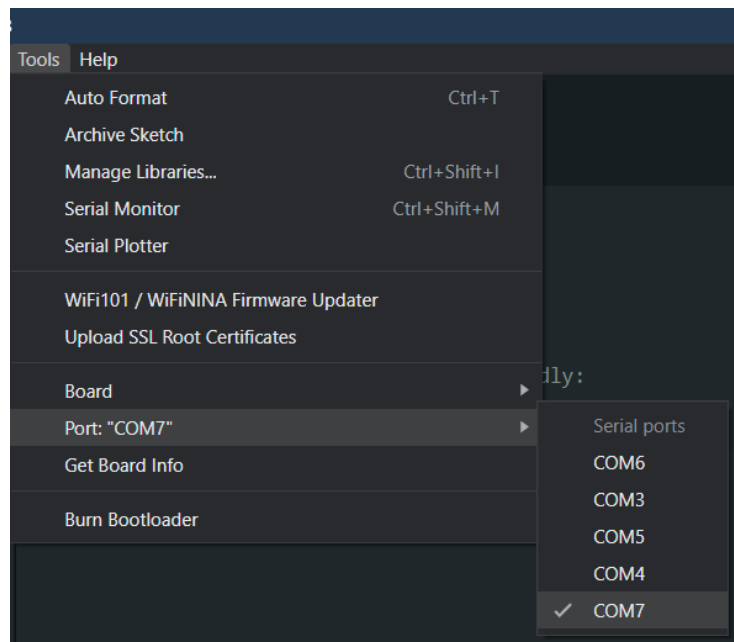 Tools Help
Auto Format Ctrl+T
Archive Sketch
Manage Libraries... Ctrl+Shift+I
Serial Monitor Ctrl+Shift+M
Serial Plotter
WiFi101 / WiFiNINA Firmware Updater
Upload SSL Root Certificates
dly:
Board
Port: "COM7"
Get Board Info
Burn Bootloader
Serial ports
COM6
COM3
COM5
COM4
COM7